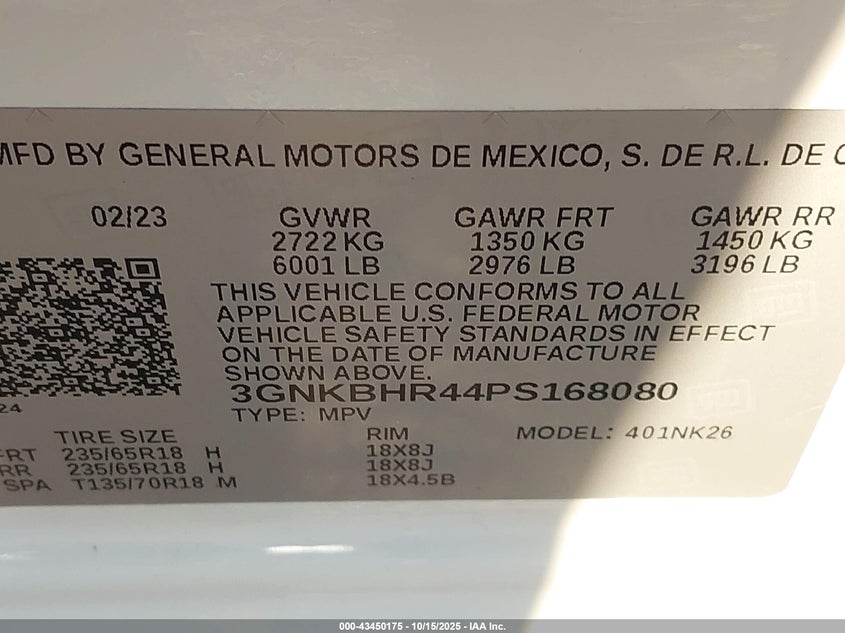 MFD BY GENERAL MOTORS DE MEXICO, S. DE R.L. DE C
02/23 GVWR GAWR FRT GAWR RR
2722 KG 1350 KG 1450 KG
6001 LB 2976 LB 3196 LB
THIS VEHICLE CONFORMS TO ALL
APPLICABLE U.S. FEDERAL MOTOR
VEHICLE SAFETY STANDARDS IN EFFECT
ON THE DATE OF MANUFACTURE
SHOWN ABOVE.
3GNKBHR44PS168080
24
TYPE: MPV
TIRE SIZE RIM MODEL: 401NK26
FRT 235/65R18 H 18X8J
RR 235/65R18 H 18X8J
SPA T135/70R18 M 18X4.5B
000-43450175 - 10/15/2025 - IAA Inc.